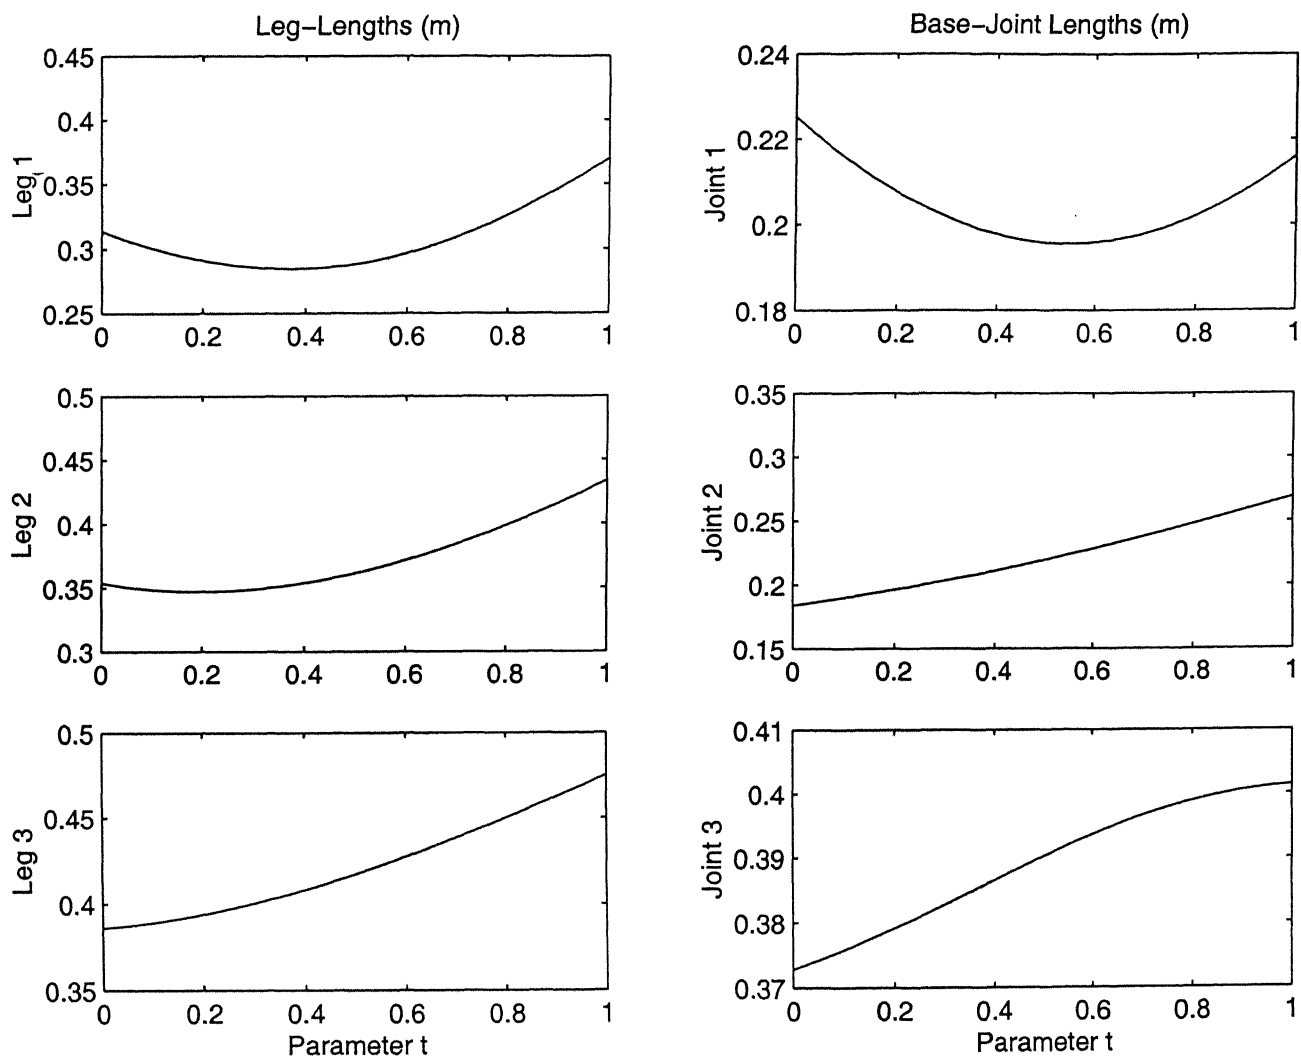 Leg-Lengths (m)
0.45
0.4
0.35
0.3
0.25
Leg 1
0 0.2 0.4 0.6 0.8 1
Base-Joint Lengths (m)
0.24
0.22
0.2
0.18
Joint 1
0 0.2 0.4 0.6 0.8 1
0.5
0.45
0.4
0.35
0.3
Leg 2
0 0.2 0.4 0.6 0.8 1
0.35
0.3
0.25
0.2
0.15
Joint 2
0 0.2 0.4 0.6 0.8 1
0.5
0.45
0.4
0.35
Leg 3
0 0.2 0.4 0.6 0.8 1
Parameter t
0.41
0.4
0.39
0.38
0.37
Joint 3
0 0.2 0.4 0.6 0.8 1
Parameter t